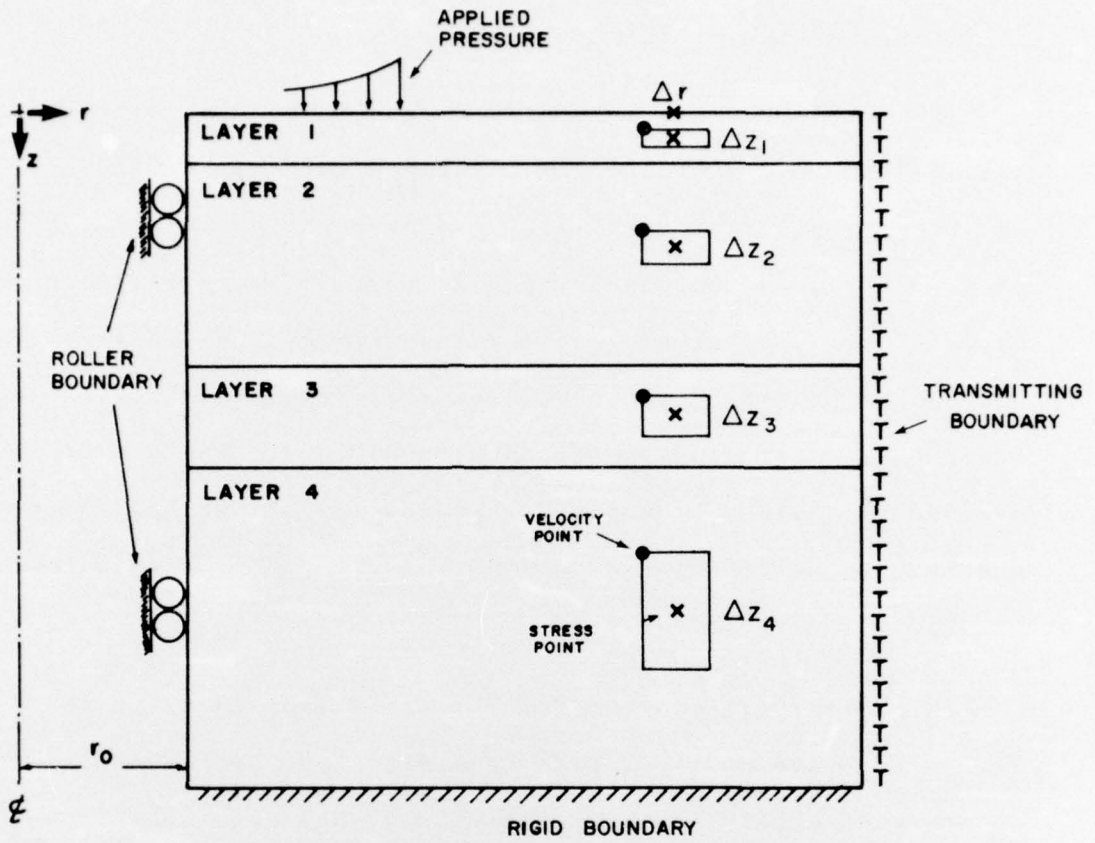 APPLIED
PRESSURE
r
z
Δr
LAYER 1
Δz₁
LAYER 2
Δz₂
ROLLER
BOUNDARY
LAYER 3
Δz₃
TRANSMITTING
BOUNDARY
LAYER 4
VELOCITY
POINT
STRESS
POINT
Δz₄
r₀
℄
RIGID BOUNDARY